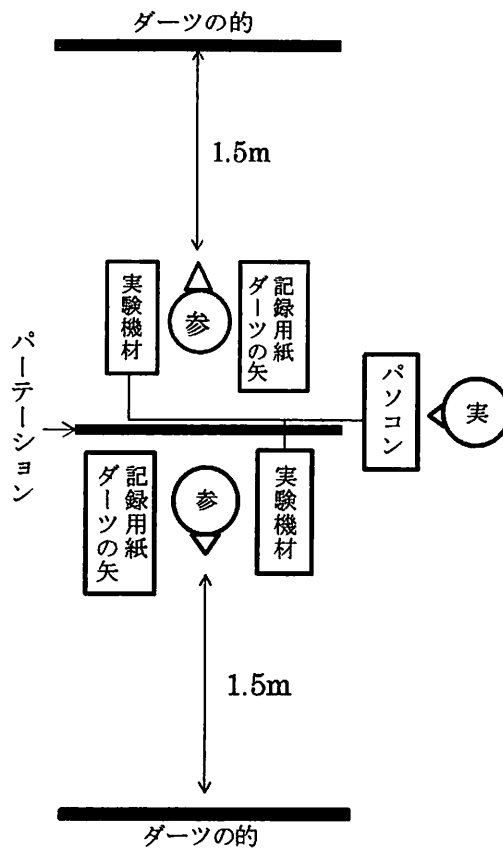 ダーツの的
1.5m
実験機材
参
記録用紙
ダーツの矢
パーテーション
パソコン
実
記録用紙
ダーツの矢
参
実験機材
1.5m
ダーツの的